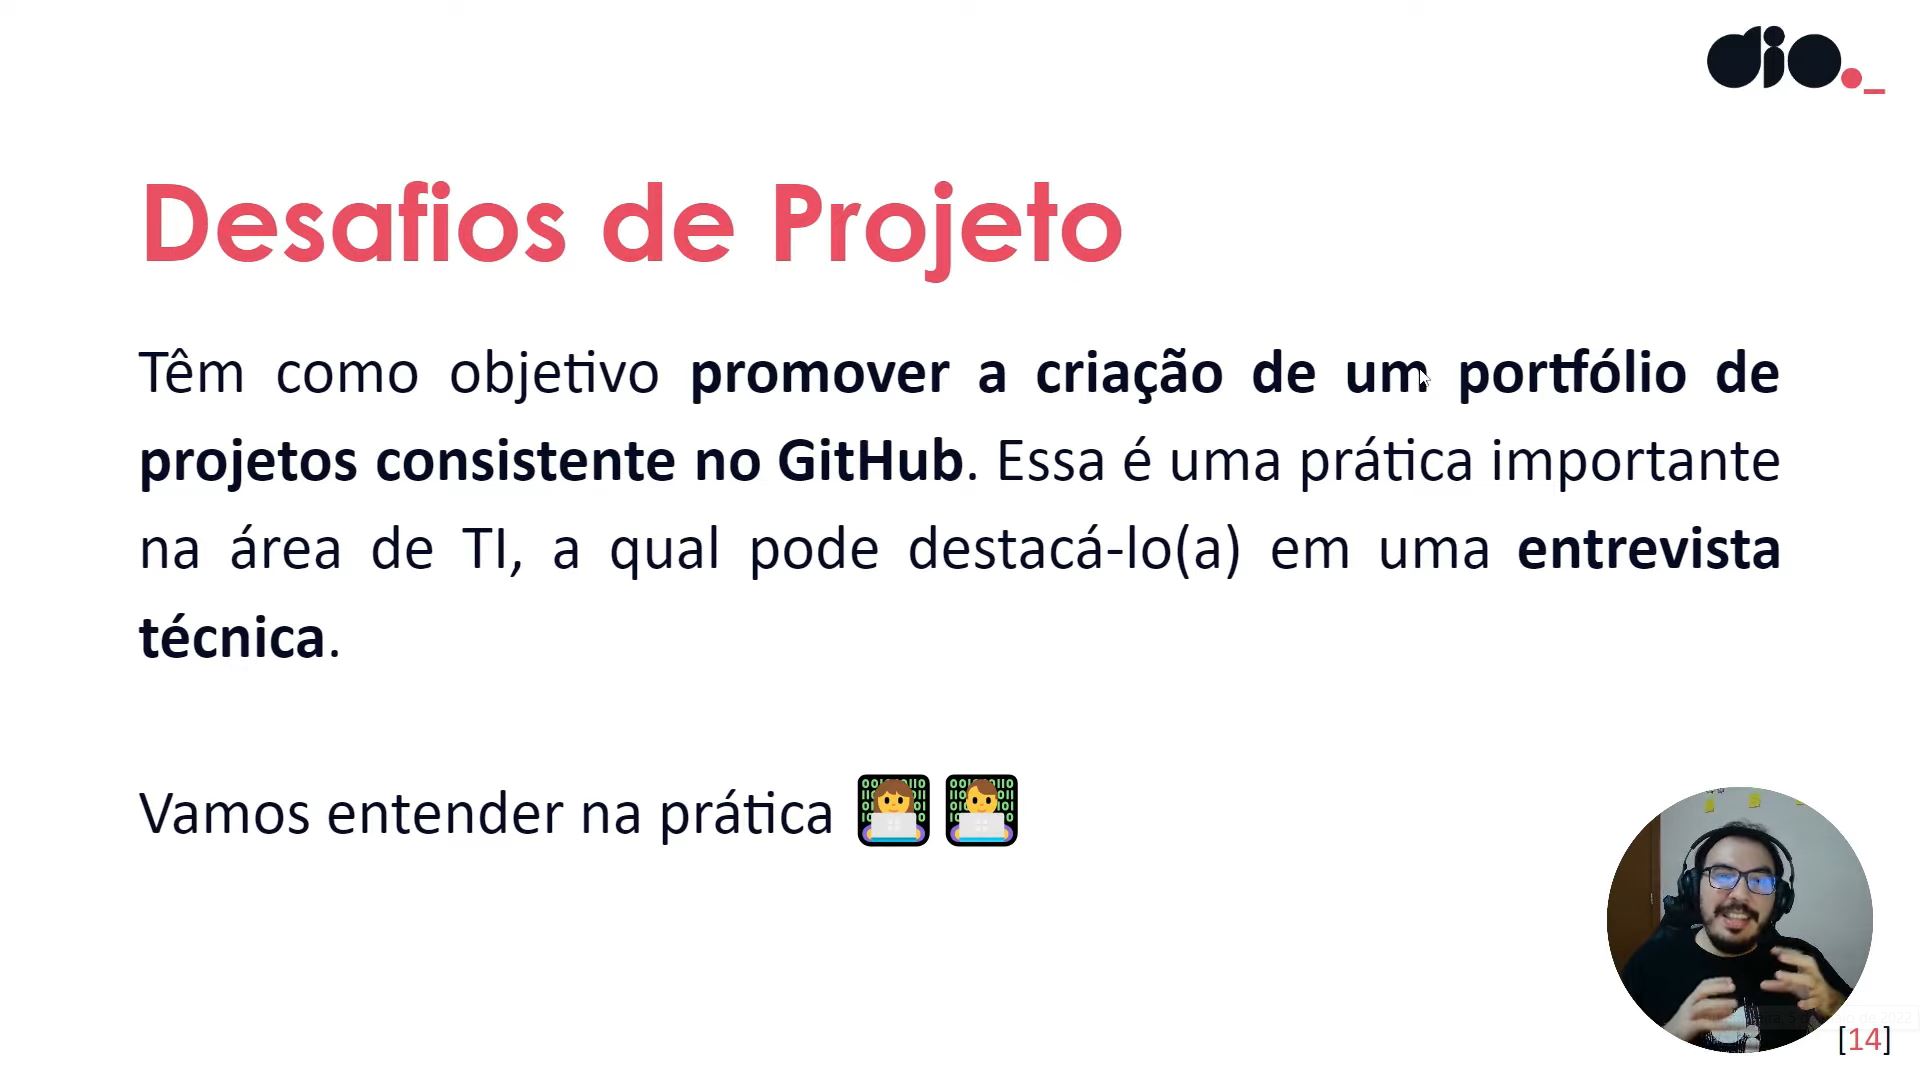 dio._
Desafios de Projeto
Têm como objetivo promover a criação de um portfólio de
projetos consistente no GitHub. Essa é uma prática importante
na área de TI, a qual pode destacá-lo(a) em uma entrevista
técnica.
Vamos entender na prática
[14]